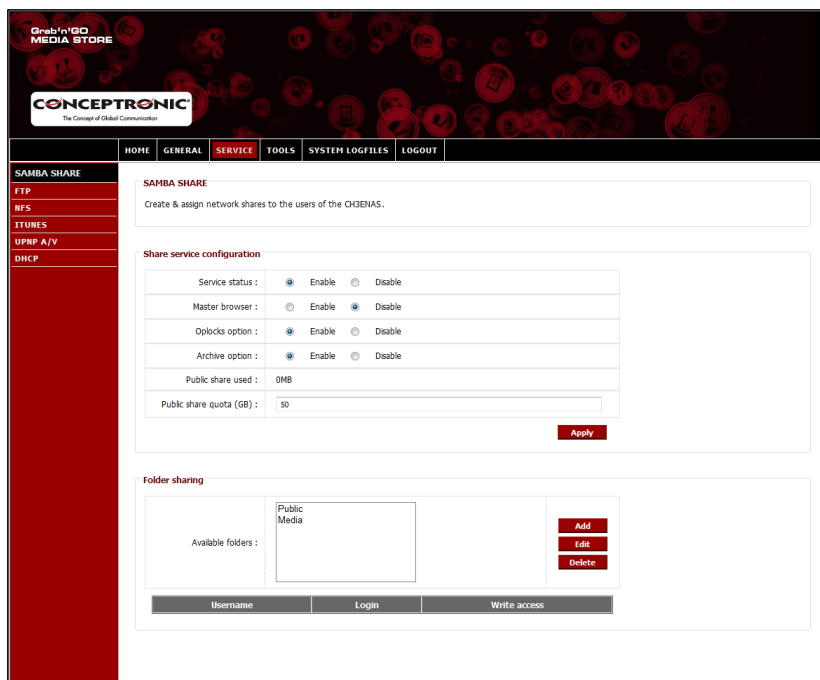 Grab'n'GO
MEDIA STORE
CONCEPTRONIC
The Concept of Global Communication
HOME GENERAL SERVICE TOOLS SYSTEM LOGFILES LOGOUT
SAMBA SHARE
FTP
NFS
ITUNES
UPNP A/V
DHCP
SAMBA SHARE
Create & assign network shares to the users of the CH3ENAS.
Share service configuration
Service status : Enable Disable
Master browser : Enable Disable
Oplocks option : Enable Disable
Archive option : Enable Disable
Public share used : 0MB
Public share quota (GB) : 50
Apply
Folder sharing
Available folders :
Public
Media
Add
Edit
Delete
Username Login Write access